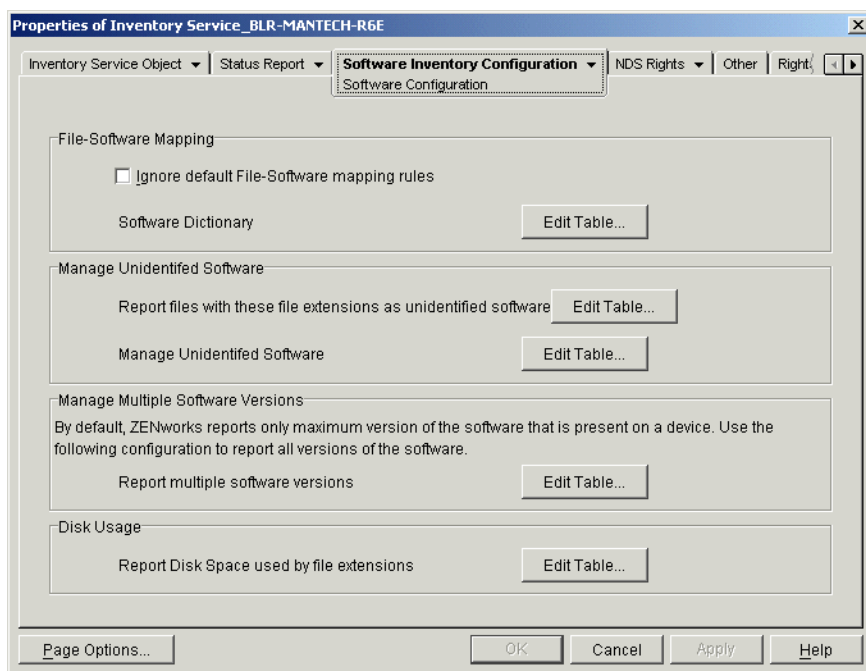 Properties of Inventory Service_BLR-MANTECH-R6E
Inventory Service Object
Status Report
Software Inventory Configuration
NDS Rights
Other
Software Configuration
File-Software Mapping
Ignore default File-Software mapping rules
Software Dictionary
Edit Table...
Manage Unidentifed Software
Report files with these file extensions as unidentified software
Edit Table...
Manage Unidentifed Software
Edit Table...
Manage Multiple Software Versions
By default, ZENworks reports only maximum version of the software that is present on a device. Use the
following configuration to report all versions of the software.
Report multiple software versions
Edit Table...
Disk Usage
Report Disk Space used by file extensions
Edit Table...
Page Options...
OK
Cancel
Apply
Help